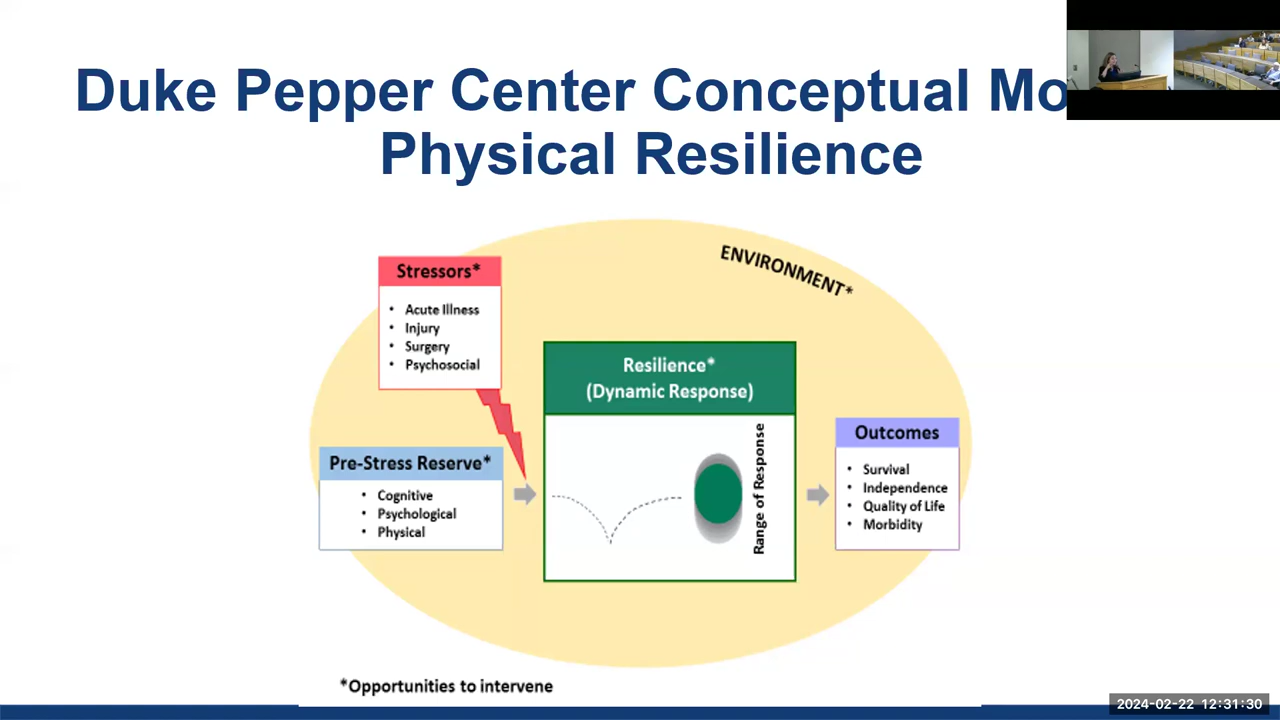 Duke Pepper Center Conceptual Mo
Physical Resilience
ENVIRONMENT*
Stressors*
• Acute Illness
• Injury
• Surgery
• Psychosocial
Resilience*
(Dynamic Response)
Range of Response
Pre-Stress Reserve*
• Cognitive
• Psychological
• Physical
Outcomes
• Survival
• Independence
• Quality of Life
• Morbidity
*Opportunities to intervene
2024-02-22 12:31:30